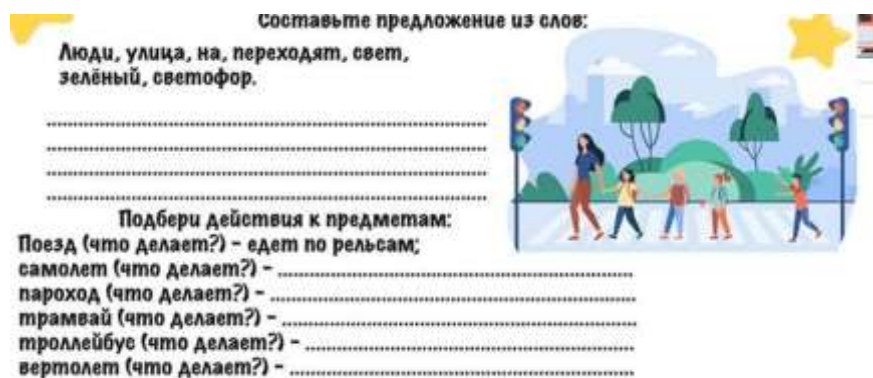 Составьте предложение из слов:
Люди, улица, на, переходят, свет,
зелёный, светофор.
Подбери действия к предметам:
Поезд (что делает?) – едет по рельсам;
самолет (что делает?) –
пароход (что делает?) –
трамвай (что делает?) –
троллейбус (что делает?) –
вертолет (что делает?) –